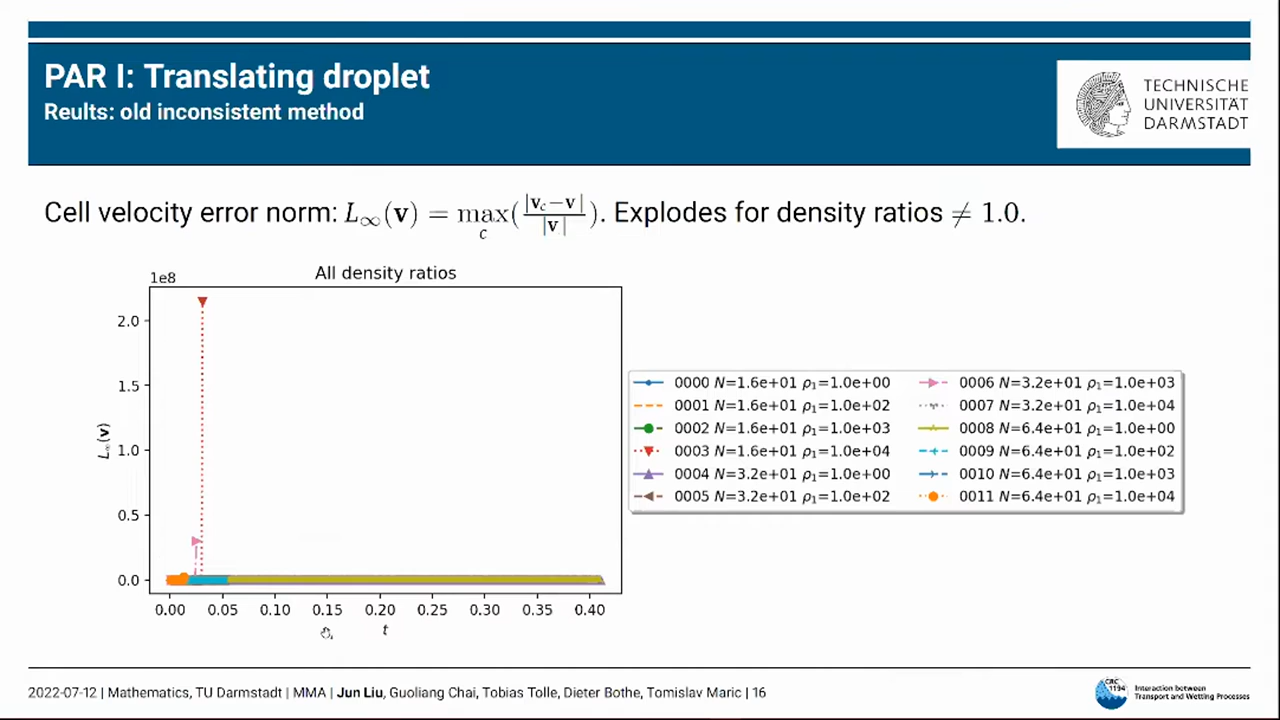 PAR I: Translating droplet
Reults: old inconsistent method
TECHNISCHE
UNIVERSITÄT
DARMSTADT
Cell velocity error norm: L∞(v) = max_c(|v_c−v| / |v|). Explodes for density ratios ≠ 1.0.
All density ratios
1e8
2.0
1.5
1.0
0.5
0.0
L∞(v)
0.00 0.05 0.10 0.15 0.20 0.25 0.30 0.35 0.40
t
0000 N=1.6e+01 ρ₁=1.0e+00
0001 N=1.6e+01 ρ₁=1.0e+02
0002 N=1.6e+01 ρ₁=1.0e+03
0003 N=1.6e+01 ρ₁=1.0e+04
0004 N=3.2e+01 ρ₁=1.0e+00
0005 N=3.2e+01 ρ₁=1.0e+02
0006 N=3.2e+01 ρ₁=1.0e+03
0007 N=3.2e+01 ρ₁=1.0e+04
0008 N=6.4e+01 ρ₁=1.0e+00
0009 N=6.4e+01 ρ₁=1.0e+02
0010 N=6.4e+01 ρ₁=1.0e+03
0011 N=6.4e+01 ρ₁=1.0e+04
2022-07-12 | Mathematics, TU Darmstadt | MMA | Jun Liu, Guoliang Chai, Tobias Tolle, Dieter Bothe, Tomislav Maric | 16
CRC
1194
Interaction between
Transport and Wetting Processes